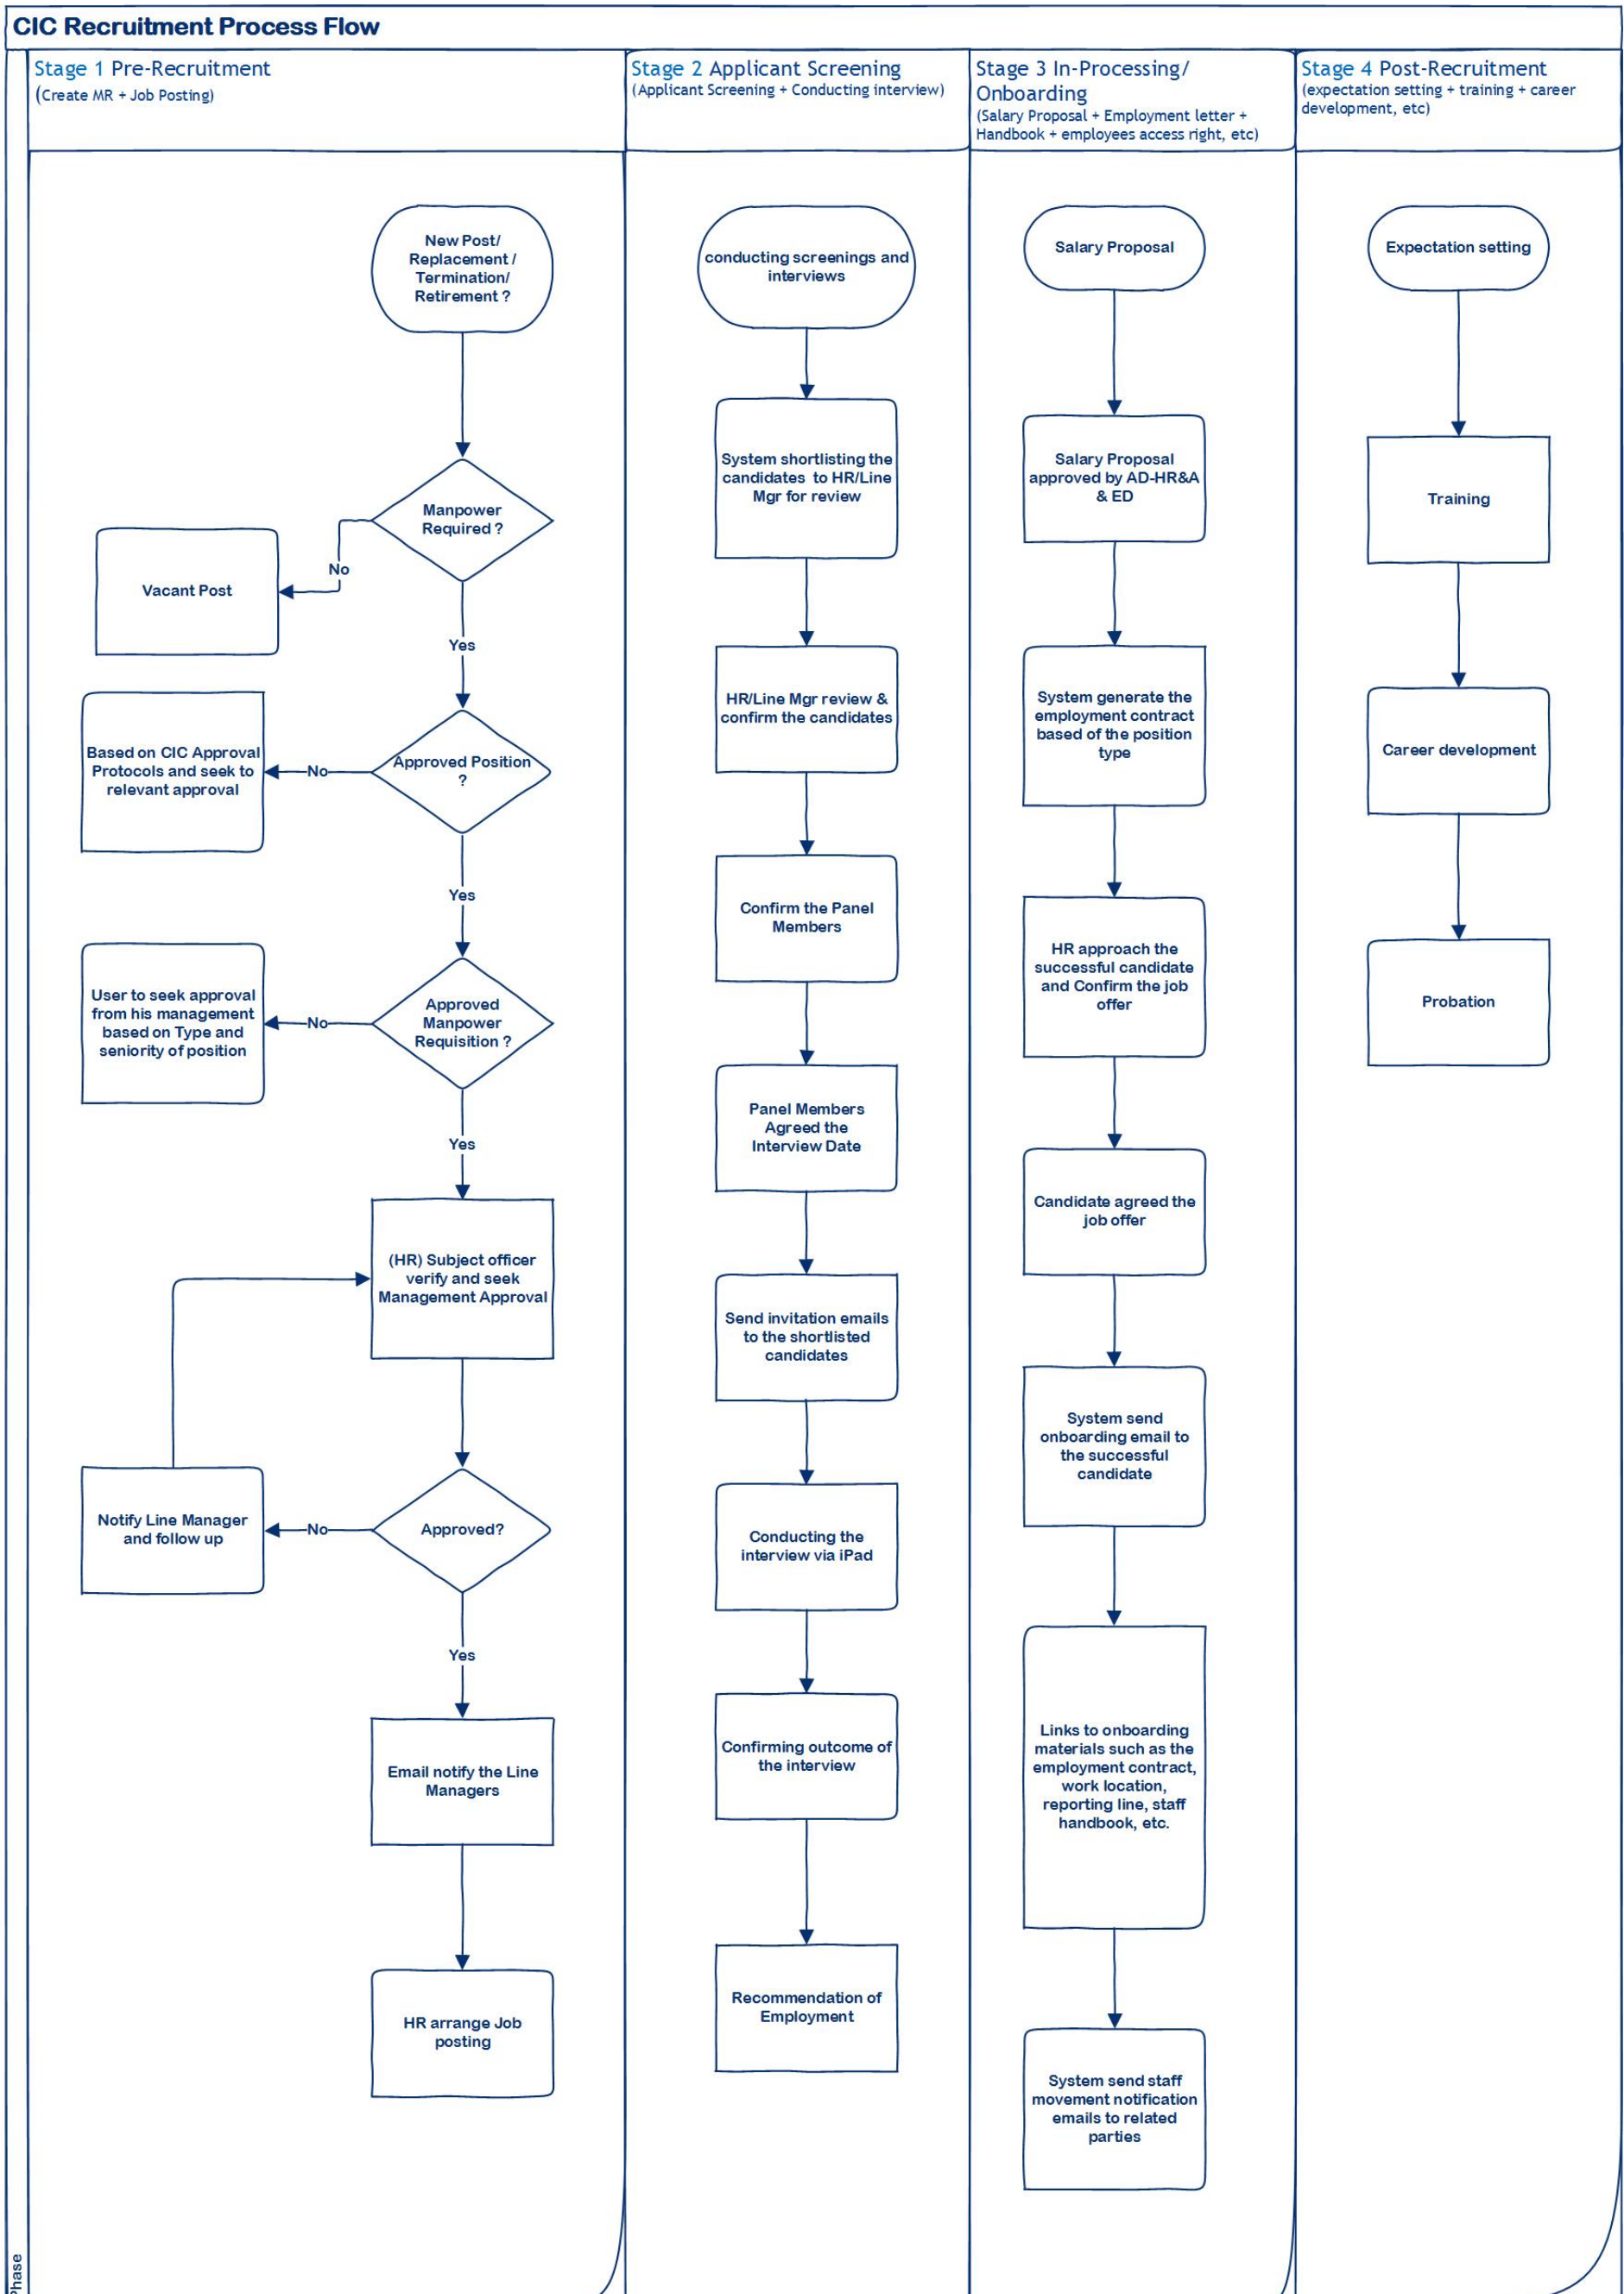 CIC Recruitment Process Flow
Stage 1 Pre-Recruitment
(Create MR + Job Posting)
New Post/
Replacement /
Termination/
Retirement ?
Manpower
Required ?
No
Vacant Post
Yes
Approved Position
?
No
Based on CIC Approval
Protocols and seek to
relevant approval
Yes
Approved
Manpower
Requisition ?
No
User to seek approval
from his management
based on Type and
seniority of position
Yes
(HR) Subject officer
verify and seek
Management Approval
Approved?
No
Notify Line Manager
and follow up
Yes
Email notify the Line
Managers
HR arrange Job
posting
Stage 2 Applicant Screening
(Applicant Screening + Conducting interview)
conducting screenings and
interviews
System shortlisting the
candidates to HR/Line
Mgr for review
HR/Line Mgr review &
confirm the candidates
Confirm the Panel
Members
Panel Members
Agreed the
Interview Date
Send invitation emails
to the shortlisted
candidates
Conducting the
interview via iPad
Confirming outcome of
the interview
Recommendation of
Employment
Stage 3 In-Processing/
Onboarding
(Salary Proposal + Employment letter +
Handbook + employees access right, etc)
Salary Proposal
Salary Proposal
approved by AD-HR&A
& ED
System generate the
employment contract
based of the position
type
HR approach the
successful candidate
and Confirm the job
offer
Candidate agreed the
job offer
System send
onboarding email to
the successful
candidate
Links to onboarding
materials such as the
employment contract,
work location,
reporting line, staff
handbook, etc.
System send staff
movement notification
emails to related
parties
Stage 4 Post-Recruitment
(expectation setting + training + career
development, etc)
Expectation setting
Training
Career development
Probation
Phase